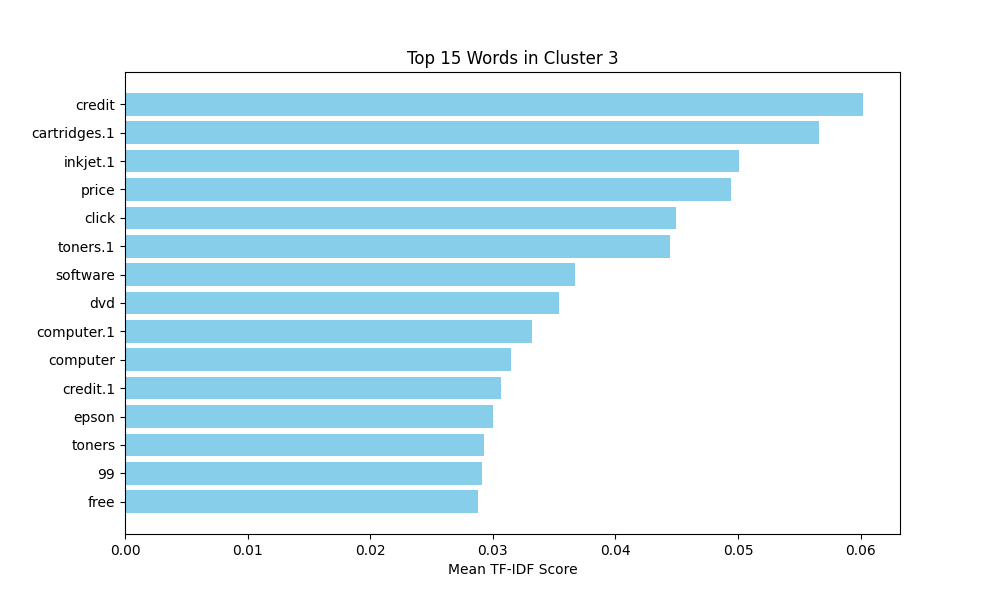 Top 15 Words in Cluster 3
credit
cartridges.1
inkjet.1
price
click
toners.1
software
dvd
computer.1
computer
credit.1
epson
toners
99
free
0.00 0.01 0.02 0.03 0.04 0.05 0.06
Mean TF-IDF Score